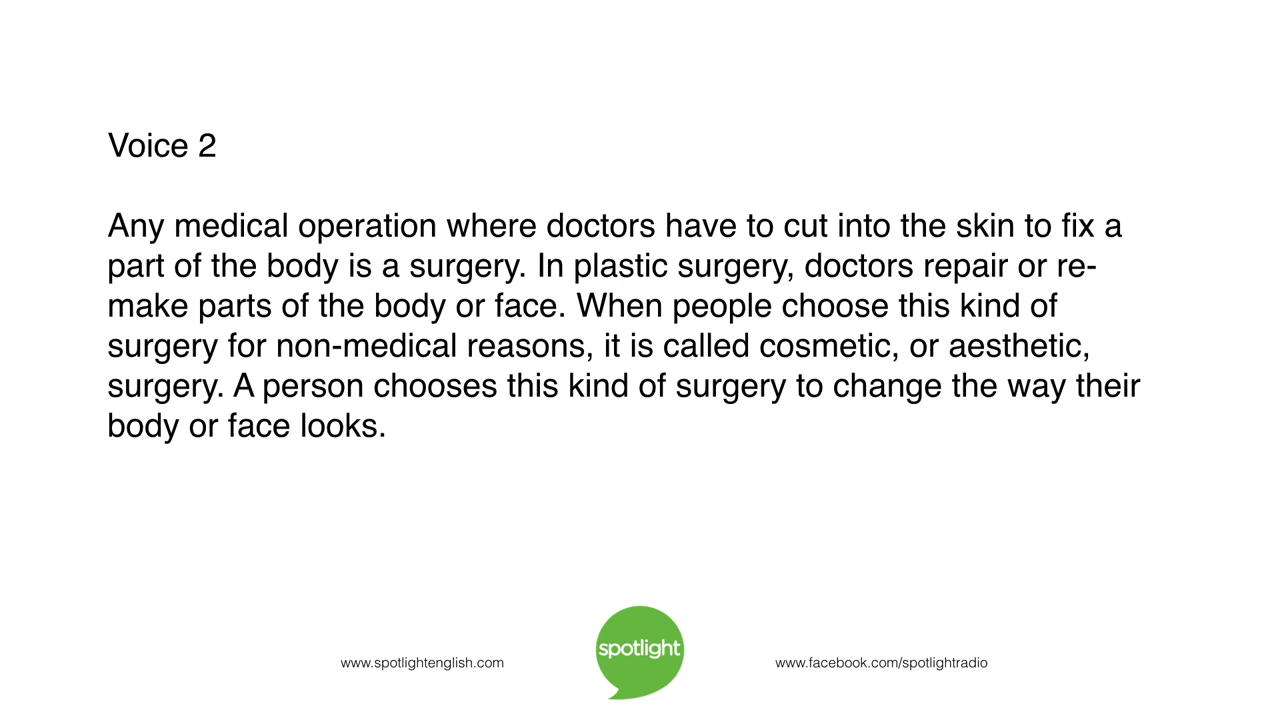 Voice 2
Any medical operation where doctors have to cut into the skin to fix a
part of the body is a surgery. In plastic surgery, doctors repair or re-
make parts of the body or face. When people choose this kind of
surgery for non-medical reasons, it is called cosmetic, or aesthetic,
surgery. A person chooses this kind of surgery to change the way their
body or face looks.
spotlight
www.spotlightenglish.com
www.facebook.com/spotlightradio